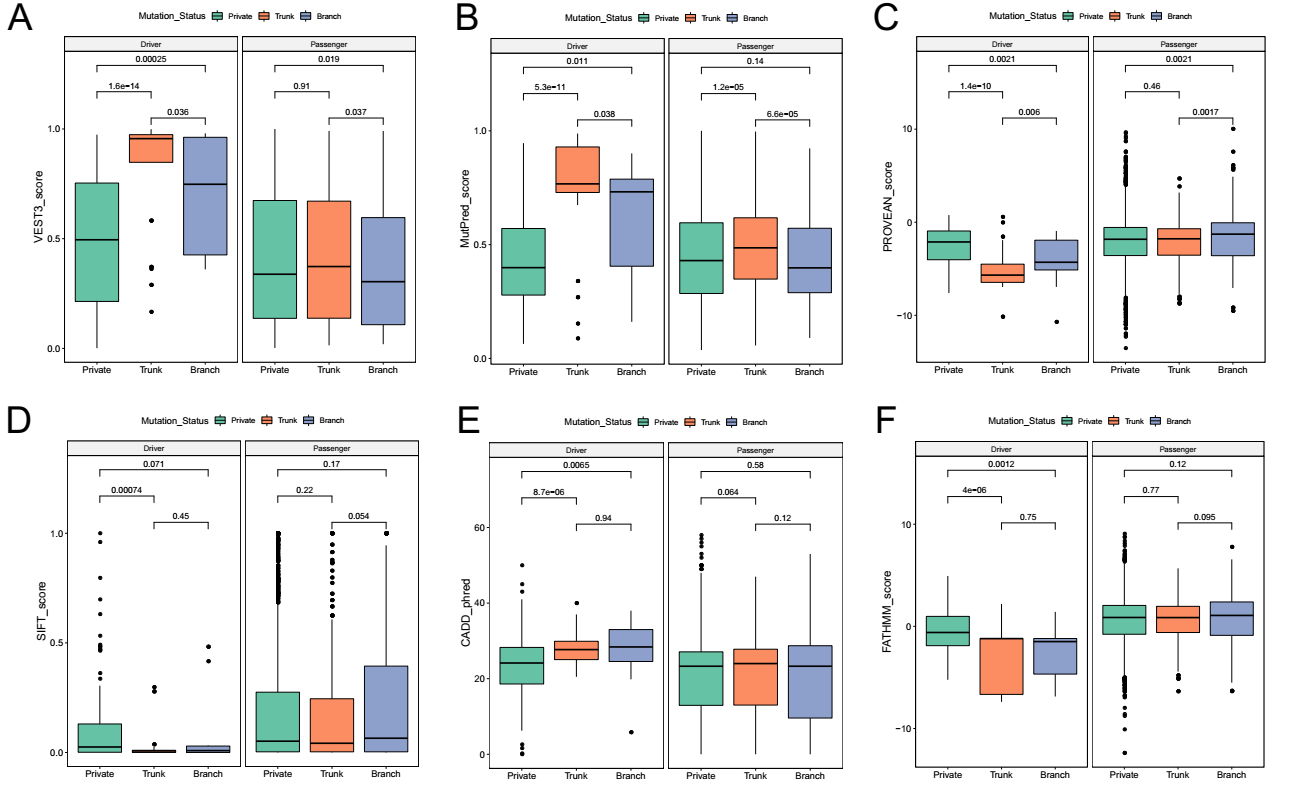 A
Mutation_Status Private Trunk Branch
Driver Passenger
0.00025 0.019
1.6e−14 0.91
0.036 0.037
1.0
0.5
0.0
VEST3_score
Private Trunk Branch Private Trunk Branch
B
Mutation_Status Private Trunk Branch
Driver Passenger
0.011 0.14
5.3e−11 1.2e−05
0.038 6.6e−05
1.0
0.5
0.0
MutPred_score
Private Trunk Branch Private Trunk Branch
C
Mutation_Status Private Trunk Branch
Driver Passenger
0.0021 0.0021
1.4e−10 0.46
0.006 0.0017
10
0
−10
PROVEAN_score
Private Trunk Branch Private Trunk Branch
D
Mutation_Status Private Trunk Branch
Driver Passenger
0.071 0.17
0.00074 0.22
0.45 0.054
1.0
0.5
0.0
SIFT_score
Private Trunk Branch Private Trunk Branch
E
Mutation_Status Private Trunk Branch
Driver Passenger
0.0065 0.58
8.7e−06 0.064
0.94 0.12
60
40
20
0
CADD_phred
Private Trunk Branch Private Trunk Branch
F
Mutation_Status Private Trunk Branch
Driver Passenger
0.0012 0.12
4e−06 0.77
0.75 0.095
10
0
−10
FATHMM_score
Private Trunk Branch Private Trunk Branch